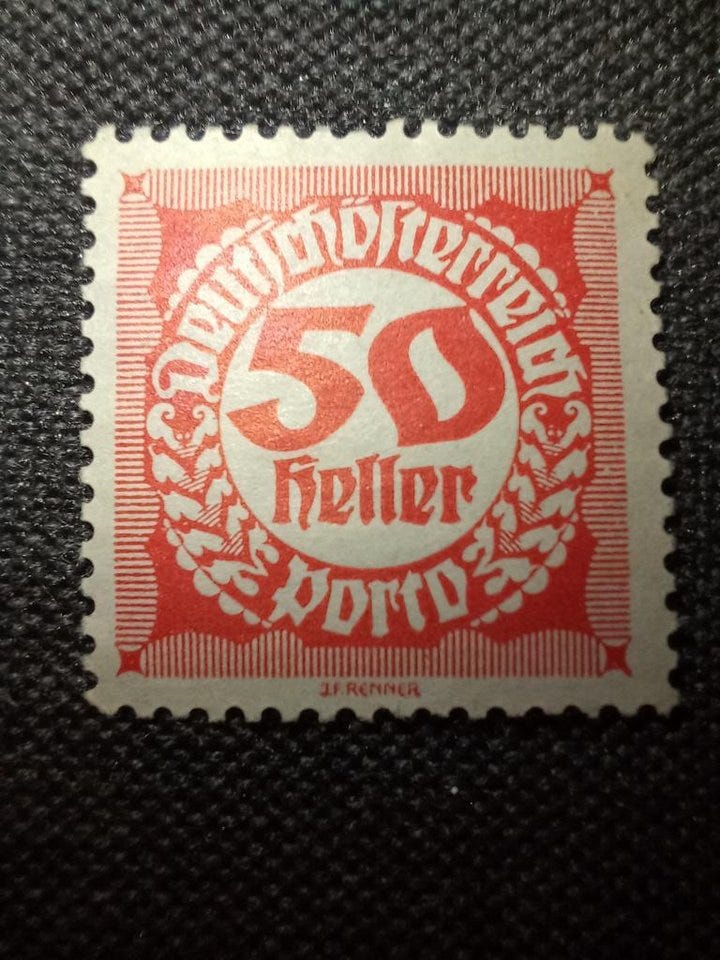 Deutſchöſterreich
50
Heller
Porto
J.F.RENNER